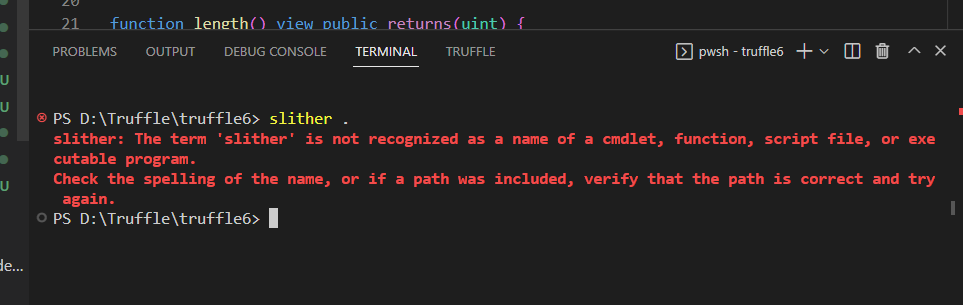 20
21 function length() view public returns(uint) {
PROBLEMS OUTPUT DEBUG CONSOLE TERMINAL TRUFFLE pwsh - truffle6
U
U
PS D:\Truffle\truffle6> slither .
slither: The term 'slither' is not recognized as a name of a cmdlet, function, script file, or exe
cutable program.
Check the spelling of the name, or if a path was included, verify that the path is correct and try
again.
U
PS D:\Truffle\truffle6>
de...